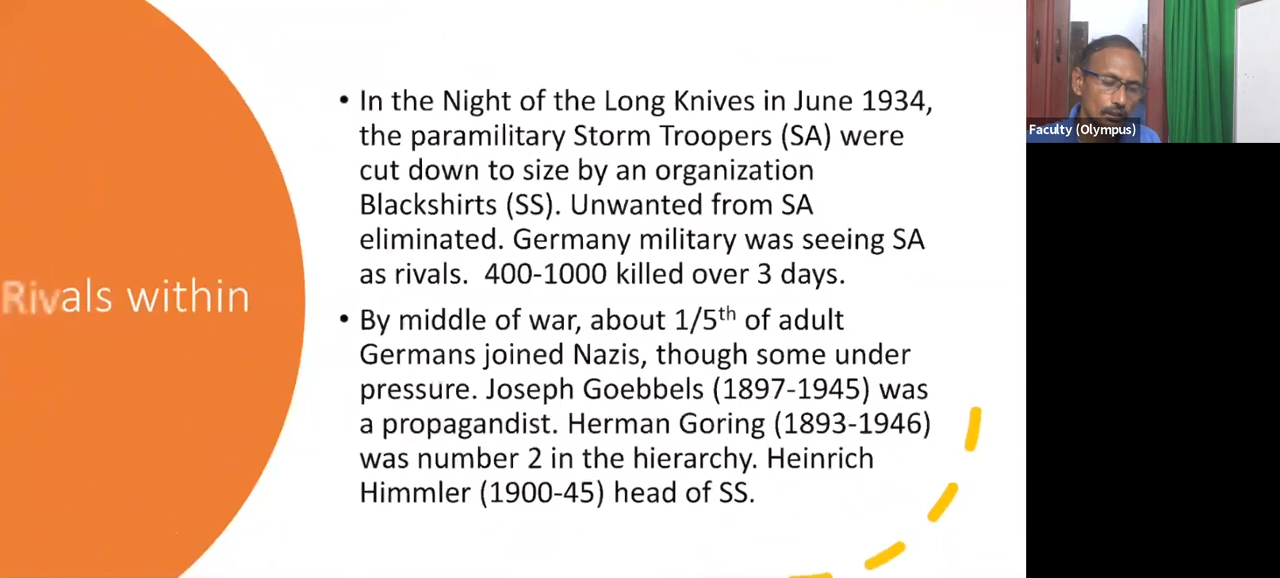 Rivals within
• In the Night of the Long Knives in June 1934,
the paramilitary Storm Troopers (SA) were
cut down to size by an organization
Blackshirts (SS). Unwanted from SA
eliminated. Germany military was seeing SA
as rivals.  400-1000 killed over 3 days.
• By middle of war, about 1/5th of adult
Germans joined Nazis, though some under
pressure. Joseph Goebbels (1897-1945) was
a propagandist. Herman Goring (1893-1946)
was number 2 in the hierarchy. Heinrich
Himmler (1900-45) head of SS.
Faculty (Olympus)